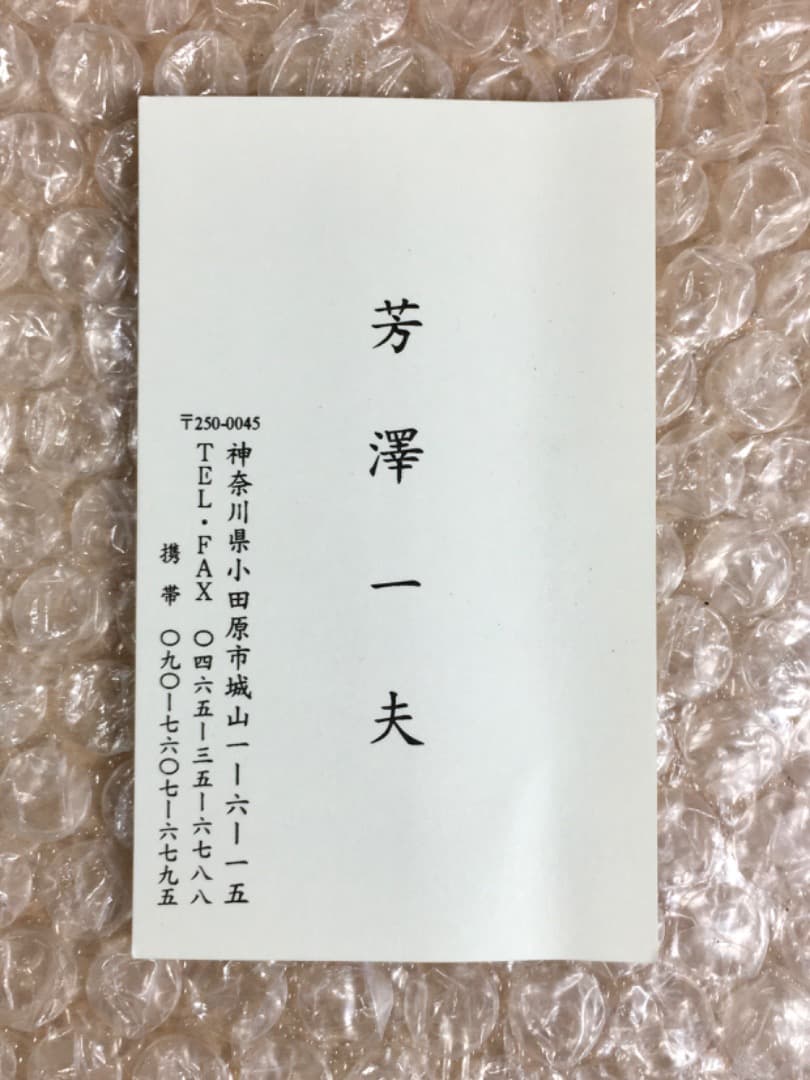 芳澤一夫
〒250-0045
神奈川県小田原市城山一ー六ー一五
TEL・FAX 〇四六五ー三五ー六七八八
携帯 〇九〇ー七六〇七ー六七九五